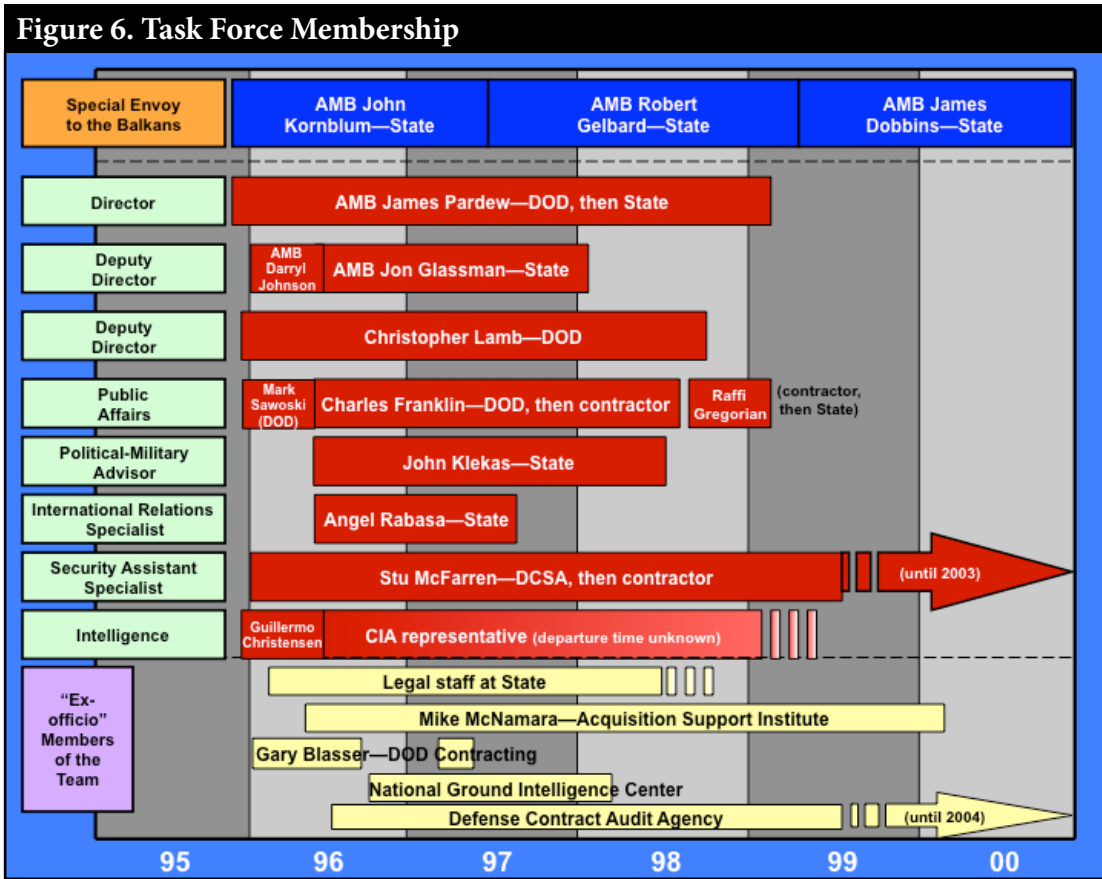 Figure 6. Task Force Membership
Special Envoy
to the Balkans
AMB John
Kornblum—State
AMB Robert
Gelbard—State
AMB James
Dobbins—State
Director
AMB James Pardew—DOD, then State
Deputy
Director
AMB
Darryl
Johnson
AMB Jon Glassman—State
Deputy
Director
Christopher Lamb—DOD
Public
Affairs
Mark
Sawoski
(DOD)
Charles Franklin—DOD, then contractor
Raffi
Gregorian
(contractor,
then State)
Political-Military
Advisor
John Klekas—State
International Relations
Specialist
Angel Rabasa—State
Security Assistant
Specialist
Stu McFarren—DCSA, then contractor
(until 2003)
Intelligence
Guillermo
Christensen
CIA representative (departure time unknown)
“Ex-
officio”
Members
of the
Team
Legal staff at State
Mike McNamara—Acquisition Support Institute
Gary Blasser—DOD Contracting
National Ground Intelligence Center
Defense Contract Audit Agency
(until 2004)
95 96 97 98 99 00